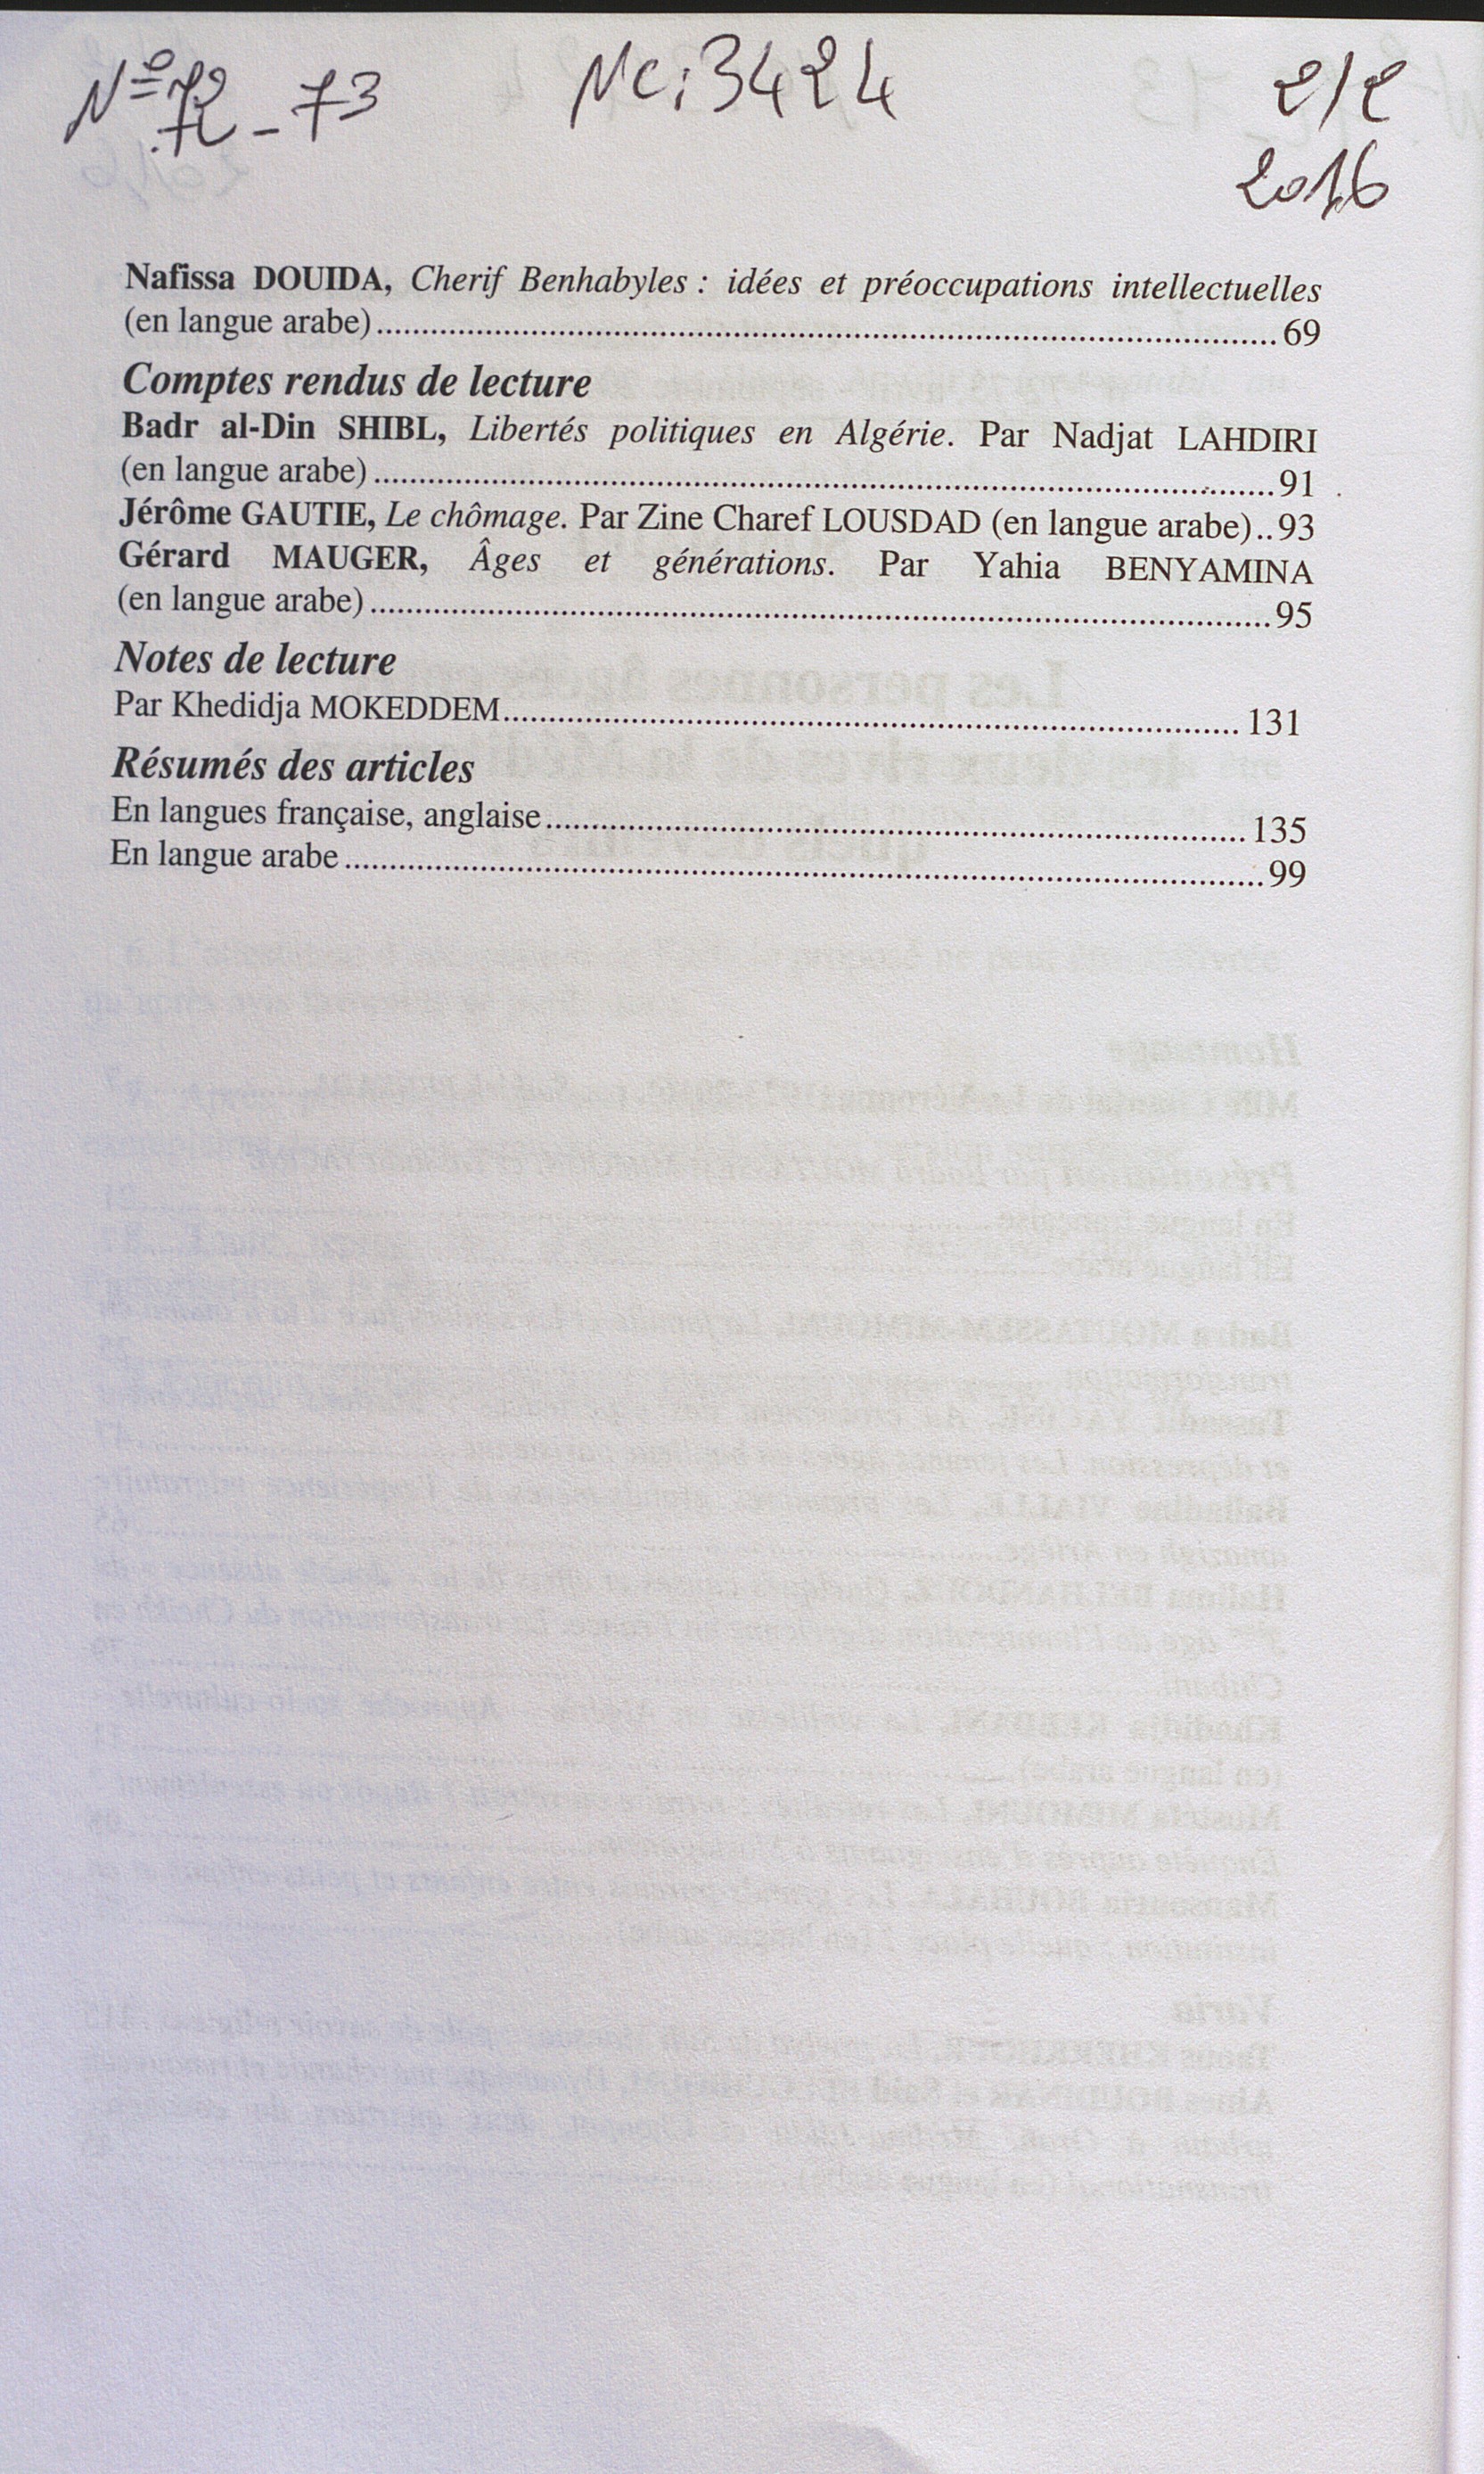 N° 72 - 73 Nc: 3424 2/2
2016
Nafissa DOUIDA, Cherif Benhabyles : idées et préoccupations intellectuelles
(en langue arabe)........................69
Comptes rendus de lecture
Badr al-Din SHIBL, Libertés politiques en Algérie. Par Nadjat LAHDIRI
(en langue arabe)........................91
Jérôme GAUTIE, Le chômage. Par Zine Charef LOUSDAD (en langue arabe)..93
Gérard MAUGER, Âges et générations. Par Yahia BENYAMINA
(en langue arabe)........................95
Notes de lecture
Par Khedidja MOKEDDEM........................131
Résumés des articles
En langues française, anglaise........................135
En langue arabe........................99